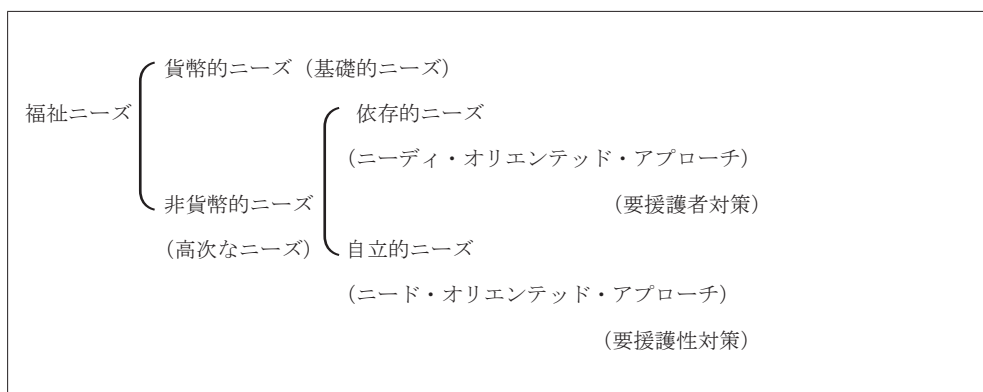 貨幣的ニーズ（基礎的ニーズ）
福祉ニーズ 依存的ニーズ
（ニーディ・オリエンテッド・アプローチ）
非貨幣的ニーズ （要援護者対策）
（高次なニーズ） 自立的ニーズ
（ニード・オリエンテッド・アプローチ）
（要援護性対策）